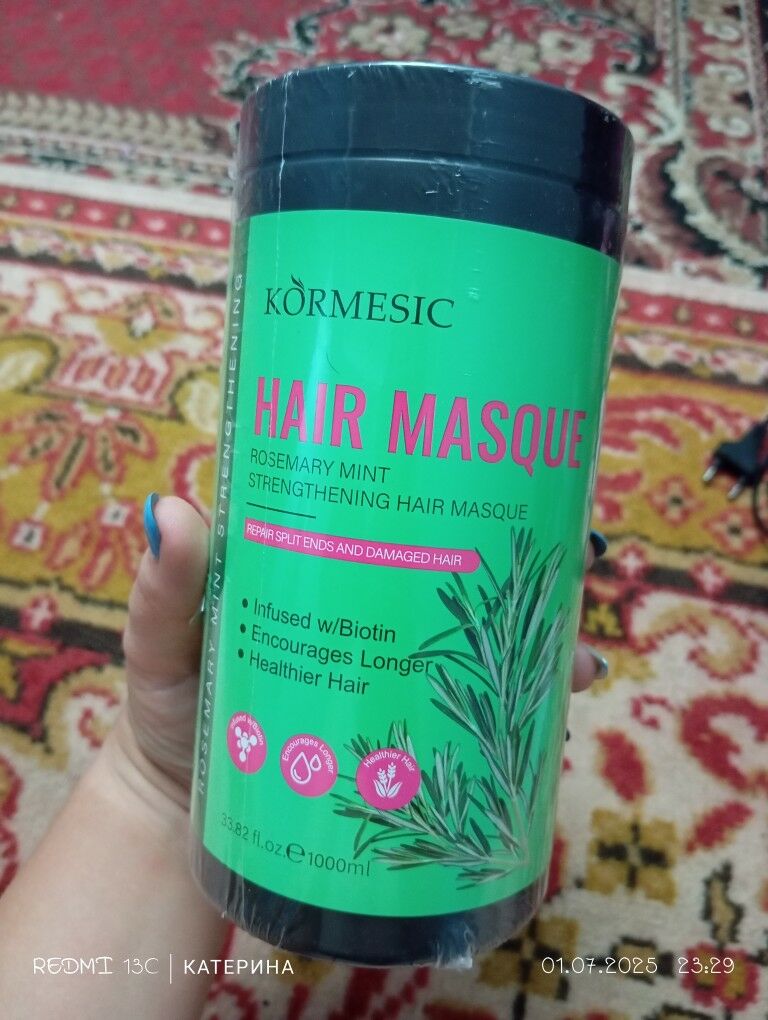 KORMESIC
HAIR MASQUE
ROSEMARY MINT
STRENGTHENING HAIR MASQUE
REPAIR SPLIT ENDS AND DAMAGED HAIR
• Infused w/Biotin
• Encourages Longer
• Healthier Hair
Infused w/Biotin
Encourages Longer
Healthier Hair
33.82 fl.oz.℮1000ml
ROSEMARY MINT STRENGTHENING
REDMI 13C | КАТЕРИНА
01.07.2025 23:29